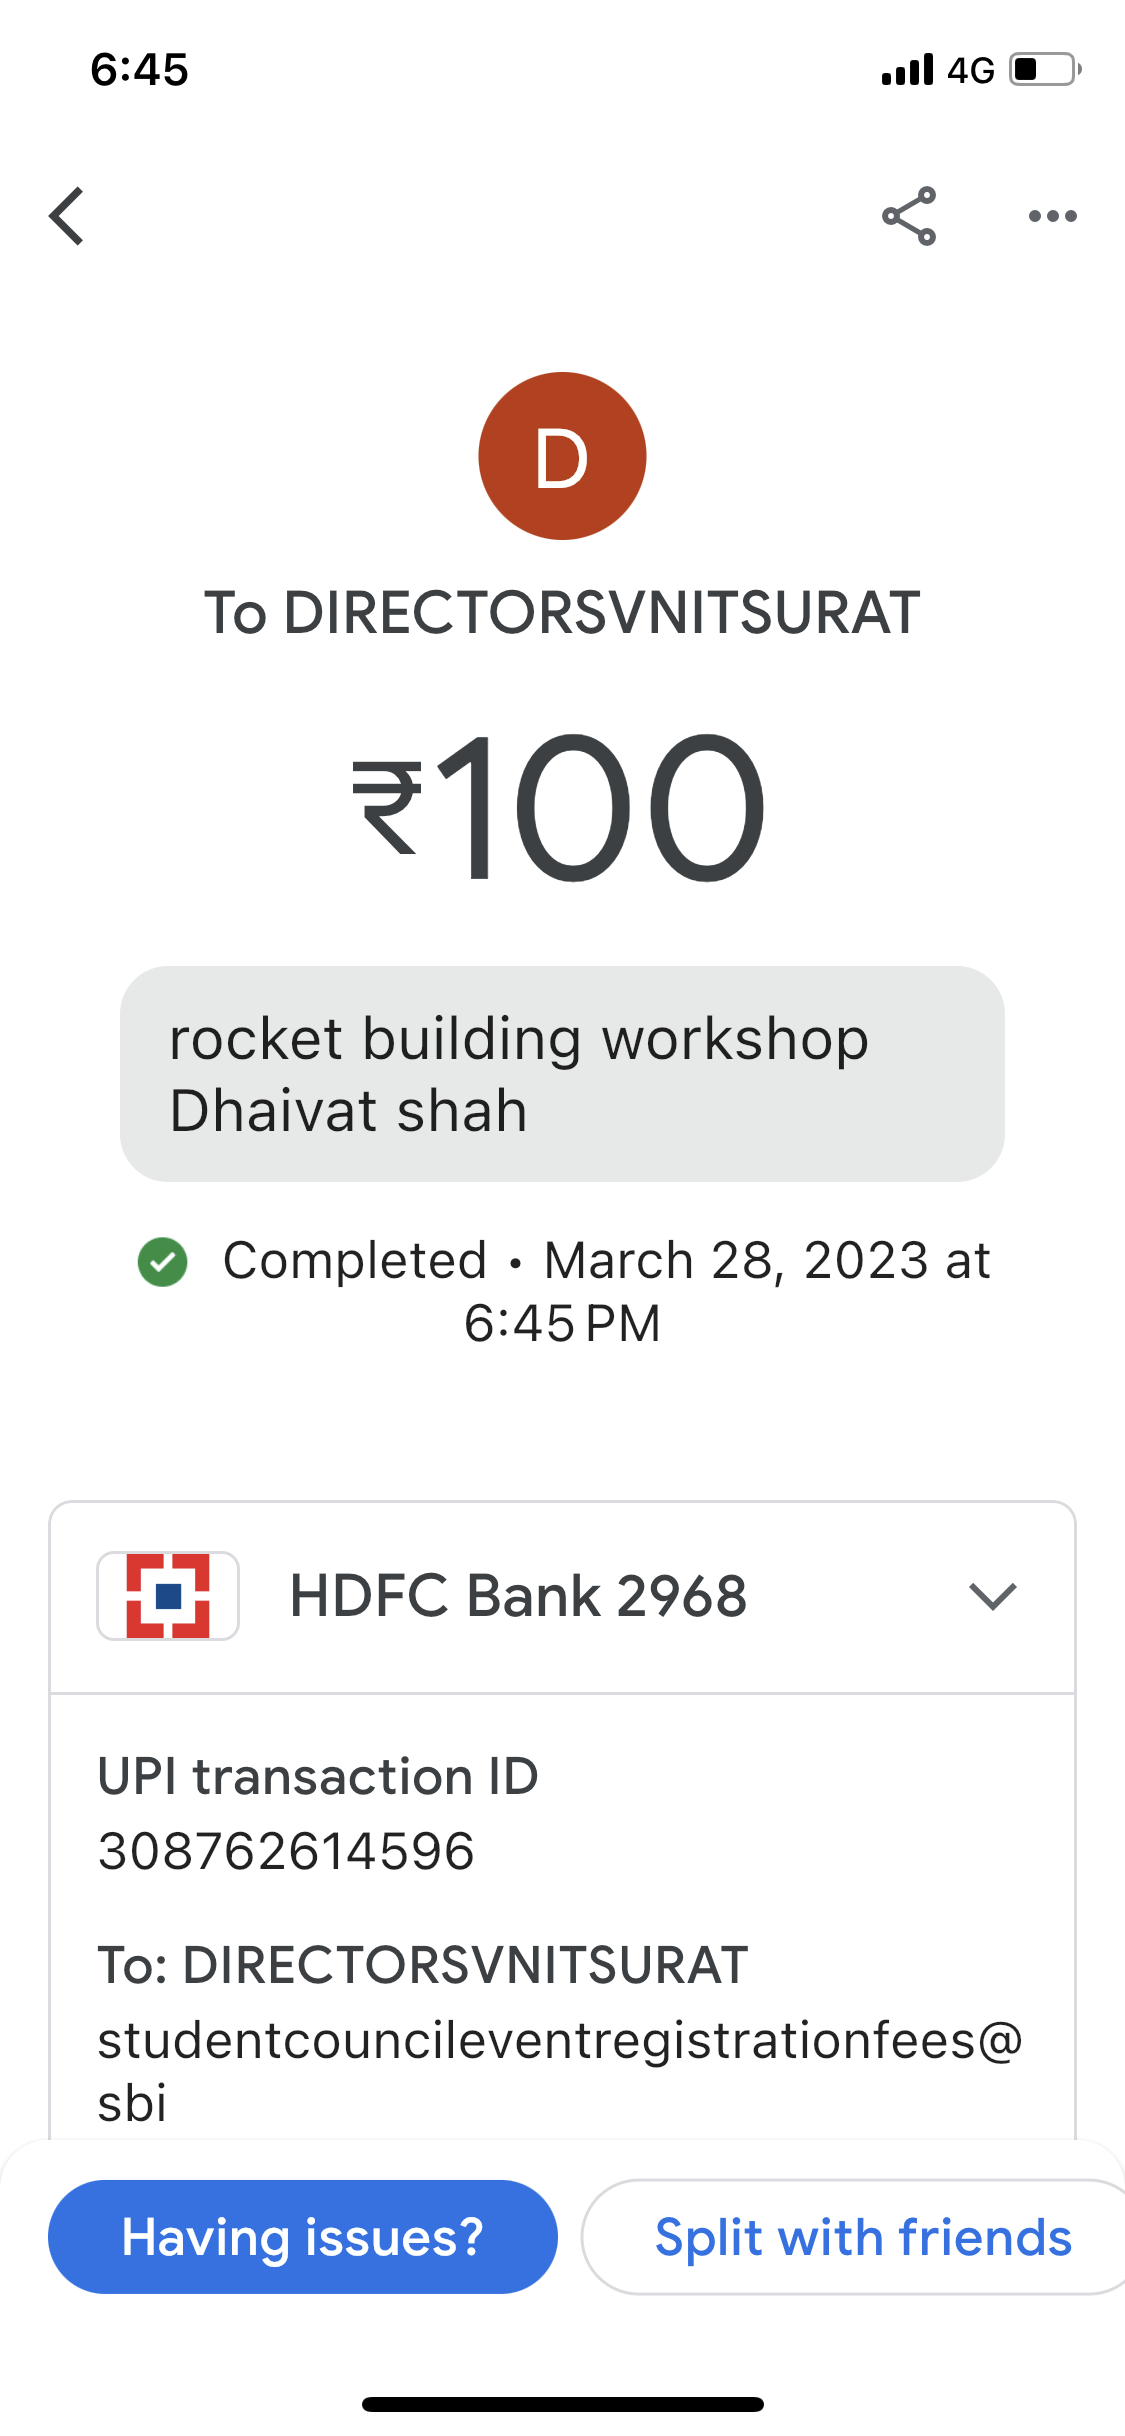 6:45
4G
D
To DIRECTORSVNITSURAT
₹100
rocket building workshop
Dhaivat shah
Completed • March 28, 2023 at
6:45 PM
HDFC Bank 2968
UPI transaction ID
308762614596
To: DIRECTORSVNITSURAT
studentcouncileventregistrationfees@
sbi
Having issues?
Split with friends